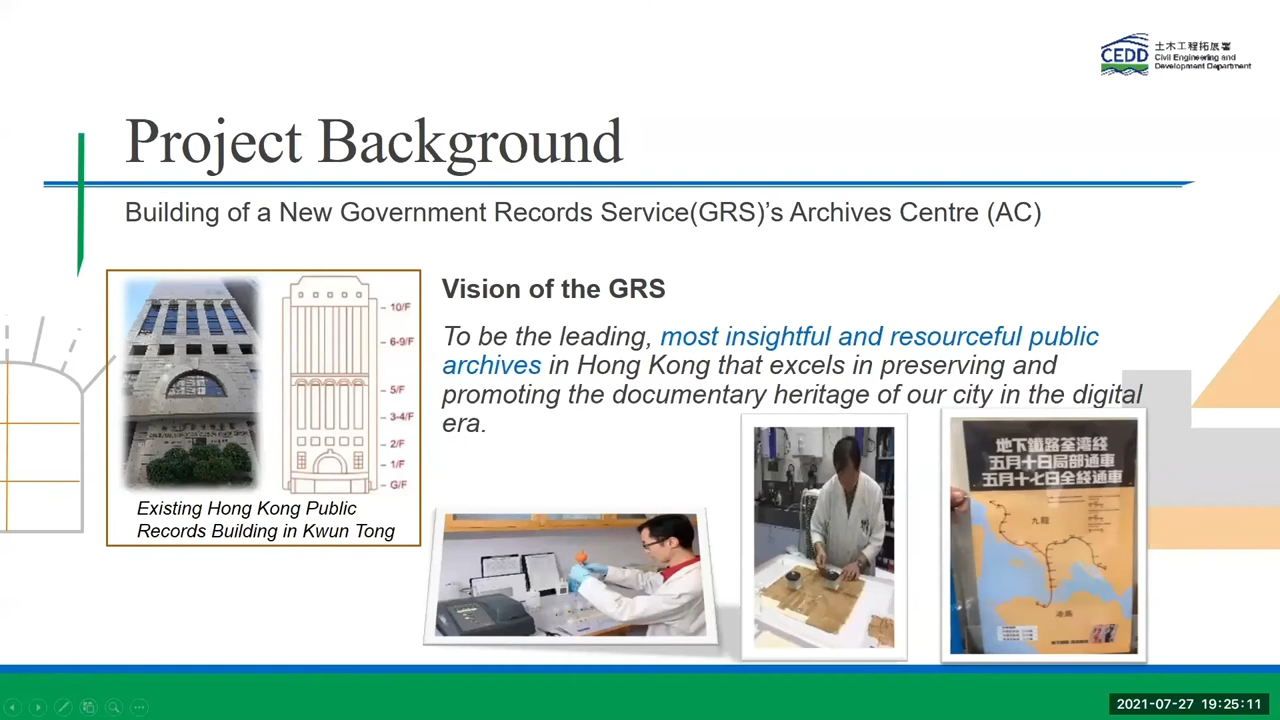 CEDD
土木工程拓展署
Civil Engineering and
Development Department
Project Background
Building of a New Government Records Service(GRS)’s Archives Centre (AC)
10/F
6-9/F
5/F
3-4/F
2/F
1/F
G/F
Existing Hong Kong Public
Records Building in Kwun Tong
Vision of the GRS
To be the leading, most insightful and resourceful public
archives in Hong Kong that excels in preserving and
promoting the documentary heritage of our city in the digital
era.
地下鐵路荃灣綫
五月十日局部通車
五月十七日全綫通車
九龍
2021-07-27 19:25:11